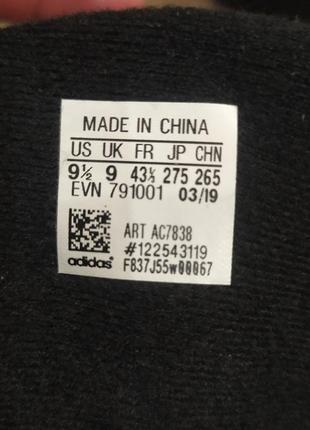 MADE IN CHINA
US UK FR JP CHN
9½ 9 43⅓ 275 265
EVN 791001 03/19
ART AC7838
#122543119
adidas® F837J55w00067